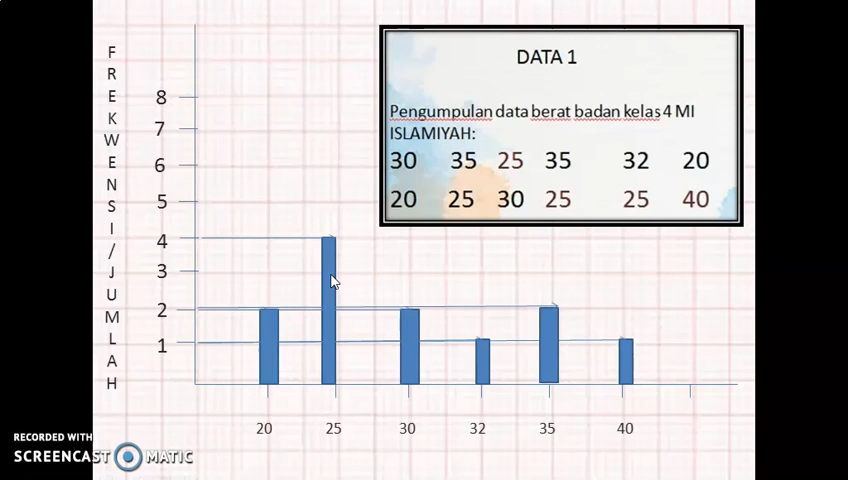 FREKWENSI/JUMLAH
DATA 1
Pengumpulan data berat badan kelas 4 MI
ISLAMIYAH:
30 35 25 35 32 20
20 25 30 25 25 40
8
7
6
5
4
3
2
1
20 25 30 32 35 40
RECORDED WITH
SCREENCAST MATIC